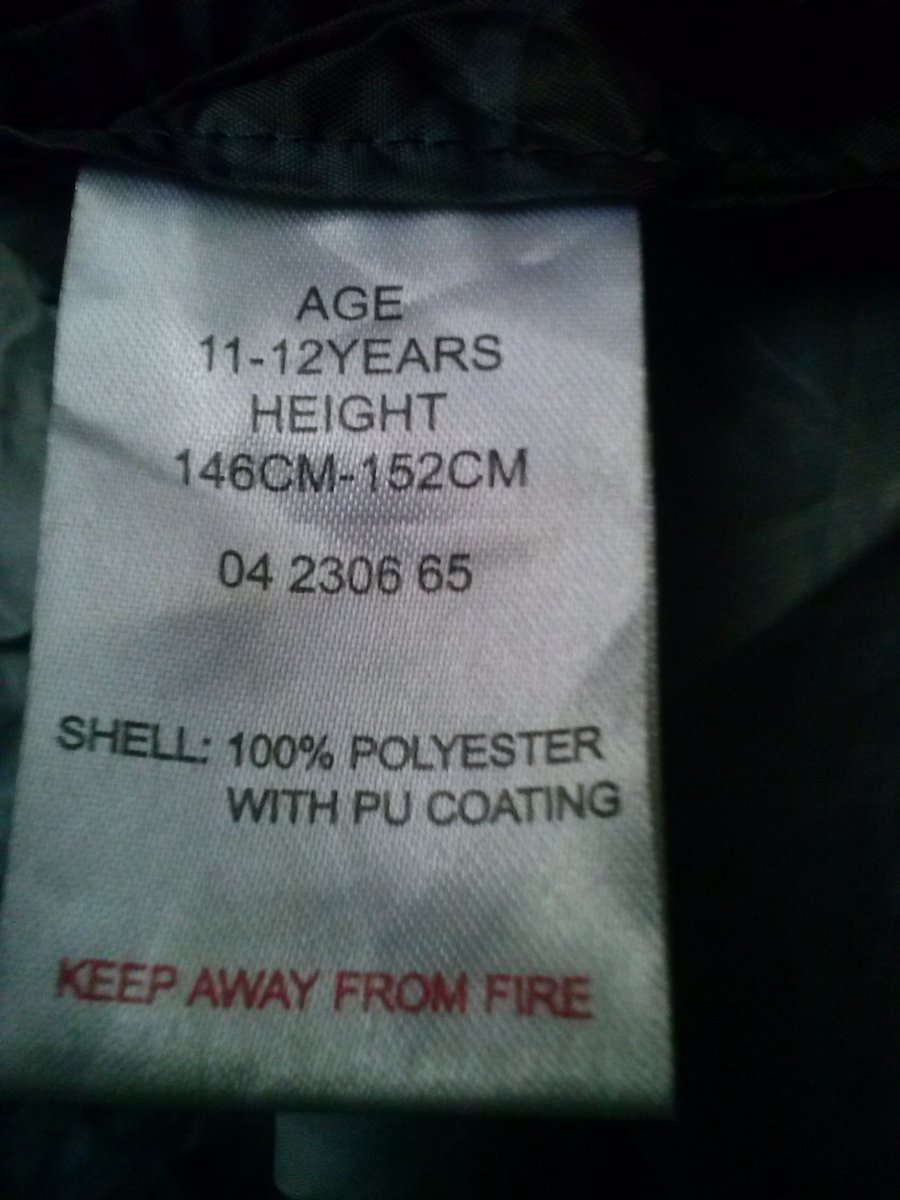 AGE
11-12YEARS
HEIGHT
146CM-152CM
04 2306 65
SHELL: 100% POLYESTER
WITH PU COATING
KEEP AWAY FROM FIRE